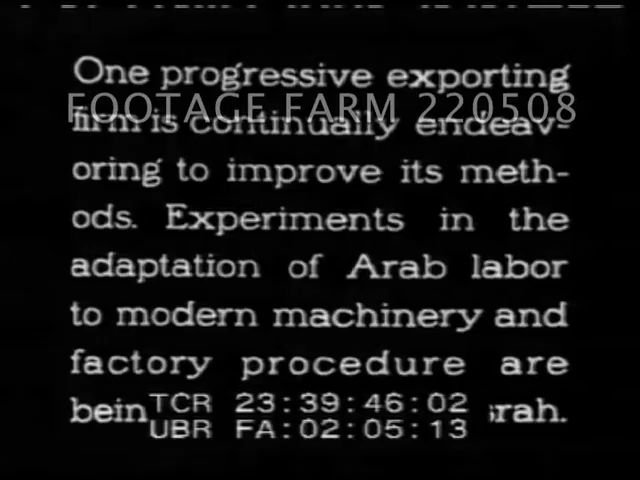 One progressive exporting
FOOTAGE FARM 220508
firm is continually endeav-
oring to improve its meth-
ods. Experiments in the
adaptation of Arab labor
to modern machinery and
factory procedure are
bein rah.
TCR 23:39:46:02
UBR FA:02:05:13